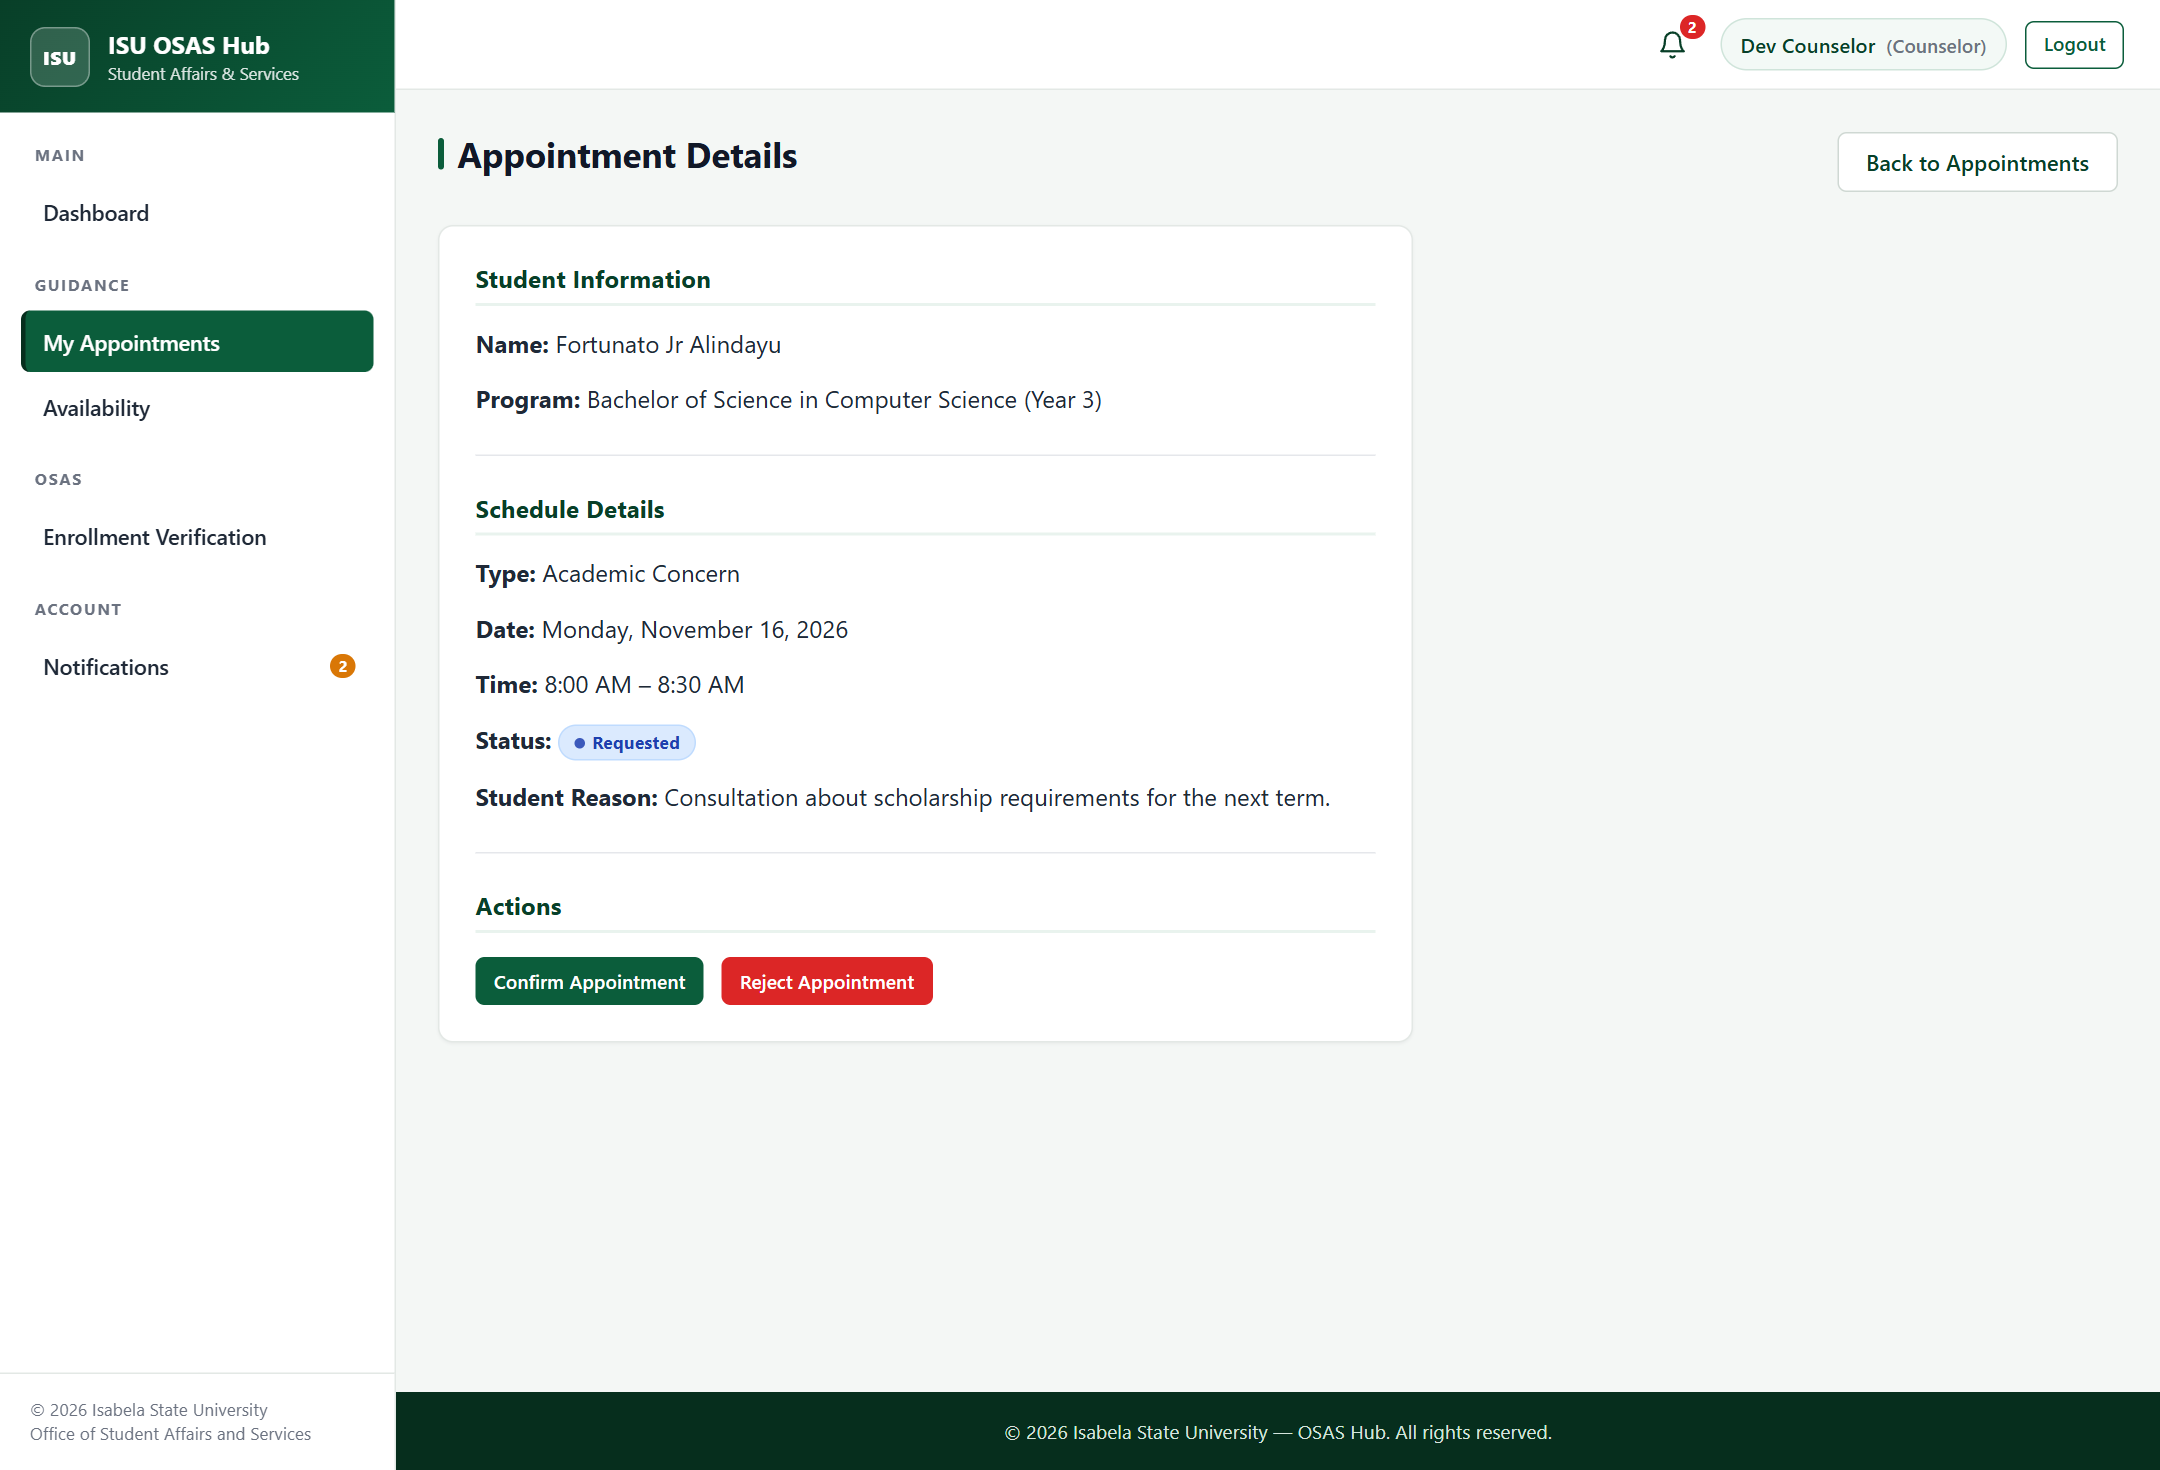 ISU
ISU OSAS Hub
Student Affairs & Services
2
Dev Counselor (Counselor)
Logout
MAIN
Dashboard
GUIDANCE
My Appointments
Availability
OSAS
Enrollment Verification
ACCOUNT
Notifications 2
© 2026 Isabela State University
Office of Student Affairs and Services
Appointment Details
Back to Appointments
Student Information
Name: Fortunato Jr Alindayu
Program: Bachelor of Science in Computer Science (Year 3)
Schedule Details
Type: Academic Concern
Date: Monday, November 16, 2026
Time: 8:00 AM – 8:30 AM
Status: Requested
Student Reason: Consultation about scholarship requirements for the next term.
Actions
Confirm Appointment
Reject Appointment
© 2026 Isabela State University — OSAS Hub. All rights reserved.